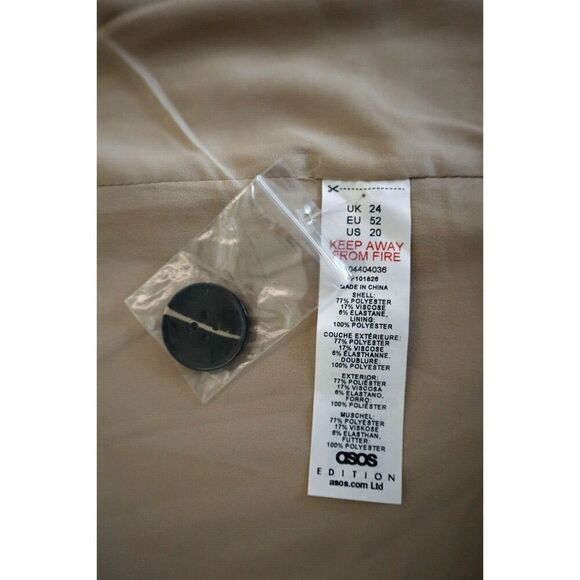 UK 24
EU 52
US 20
KEEP AWAY
FROM FIRE
04404036
P101826
MADE IN CHINA
SHELL:
77% POLYESTER
17% VISCOSE
6% ELASTANE,
LINING:
100% POLYESTER
COUCHE EXTÉRIEURE:
77% POLYESTER
17% VISCOSE
6% ÉLASTHANNE,
DOUBLURE:
100% POLYESTER
EXTERIOR:
77% POLIÉSTER
17% VISCOSA
6% ELASTANO,
FORRO:
100% POLIÉSTER
MUSCHEL:
77% POLYESTER
17% VISKOSE
6% ELASTHAN,
FUTTER:
100% POLYESTER
asos
EDITION
asos.com Ltd